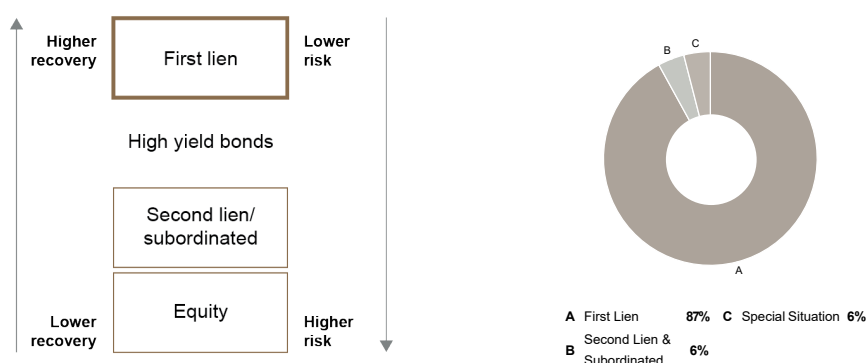 Higher
recovery
First lien
Lower
risk
High yield bonds
Second lien/
subordinated
Equity
Lower
recovery
Higher
risk
B
C
A
A First Lien 87% C Special Situation 6%
B Second Lien & Subordinated 6%